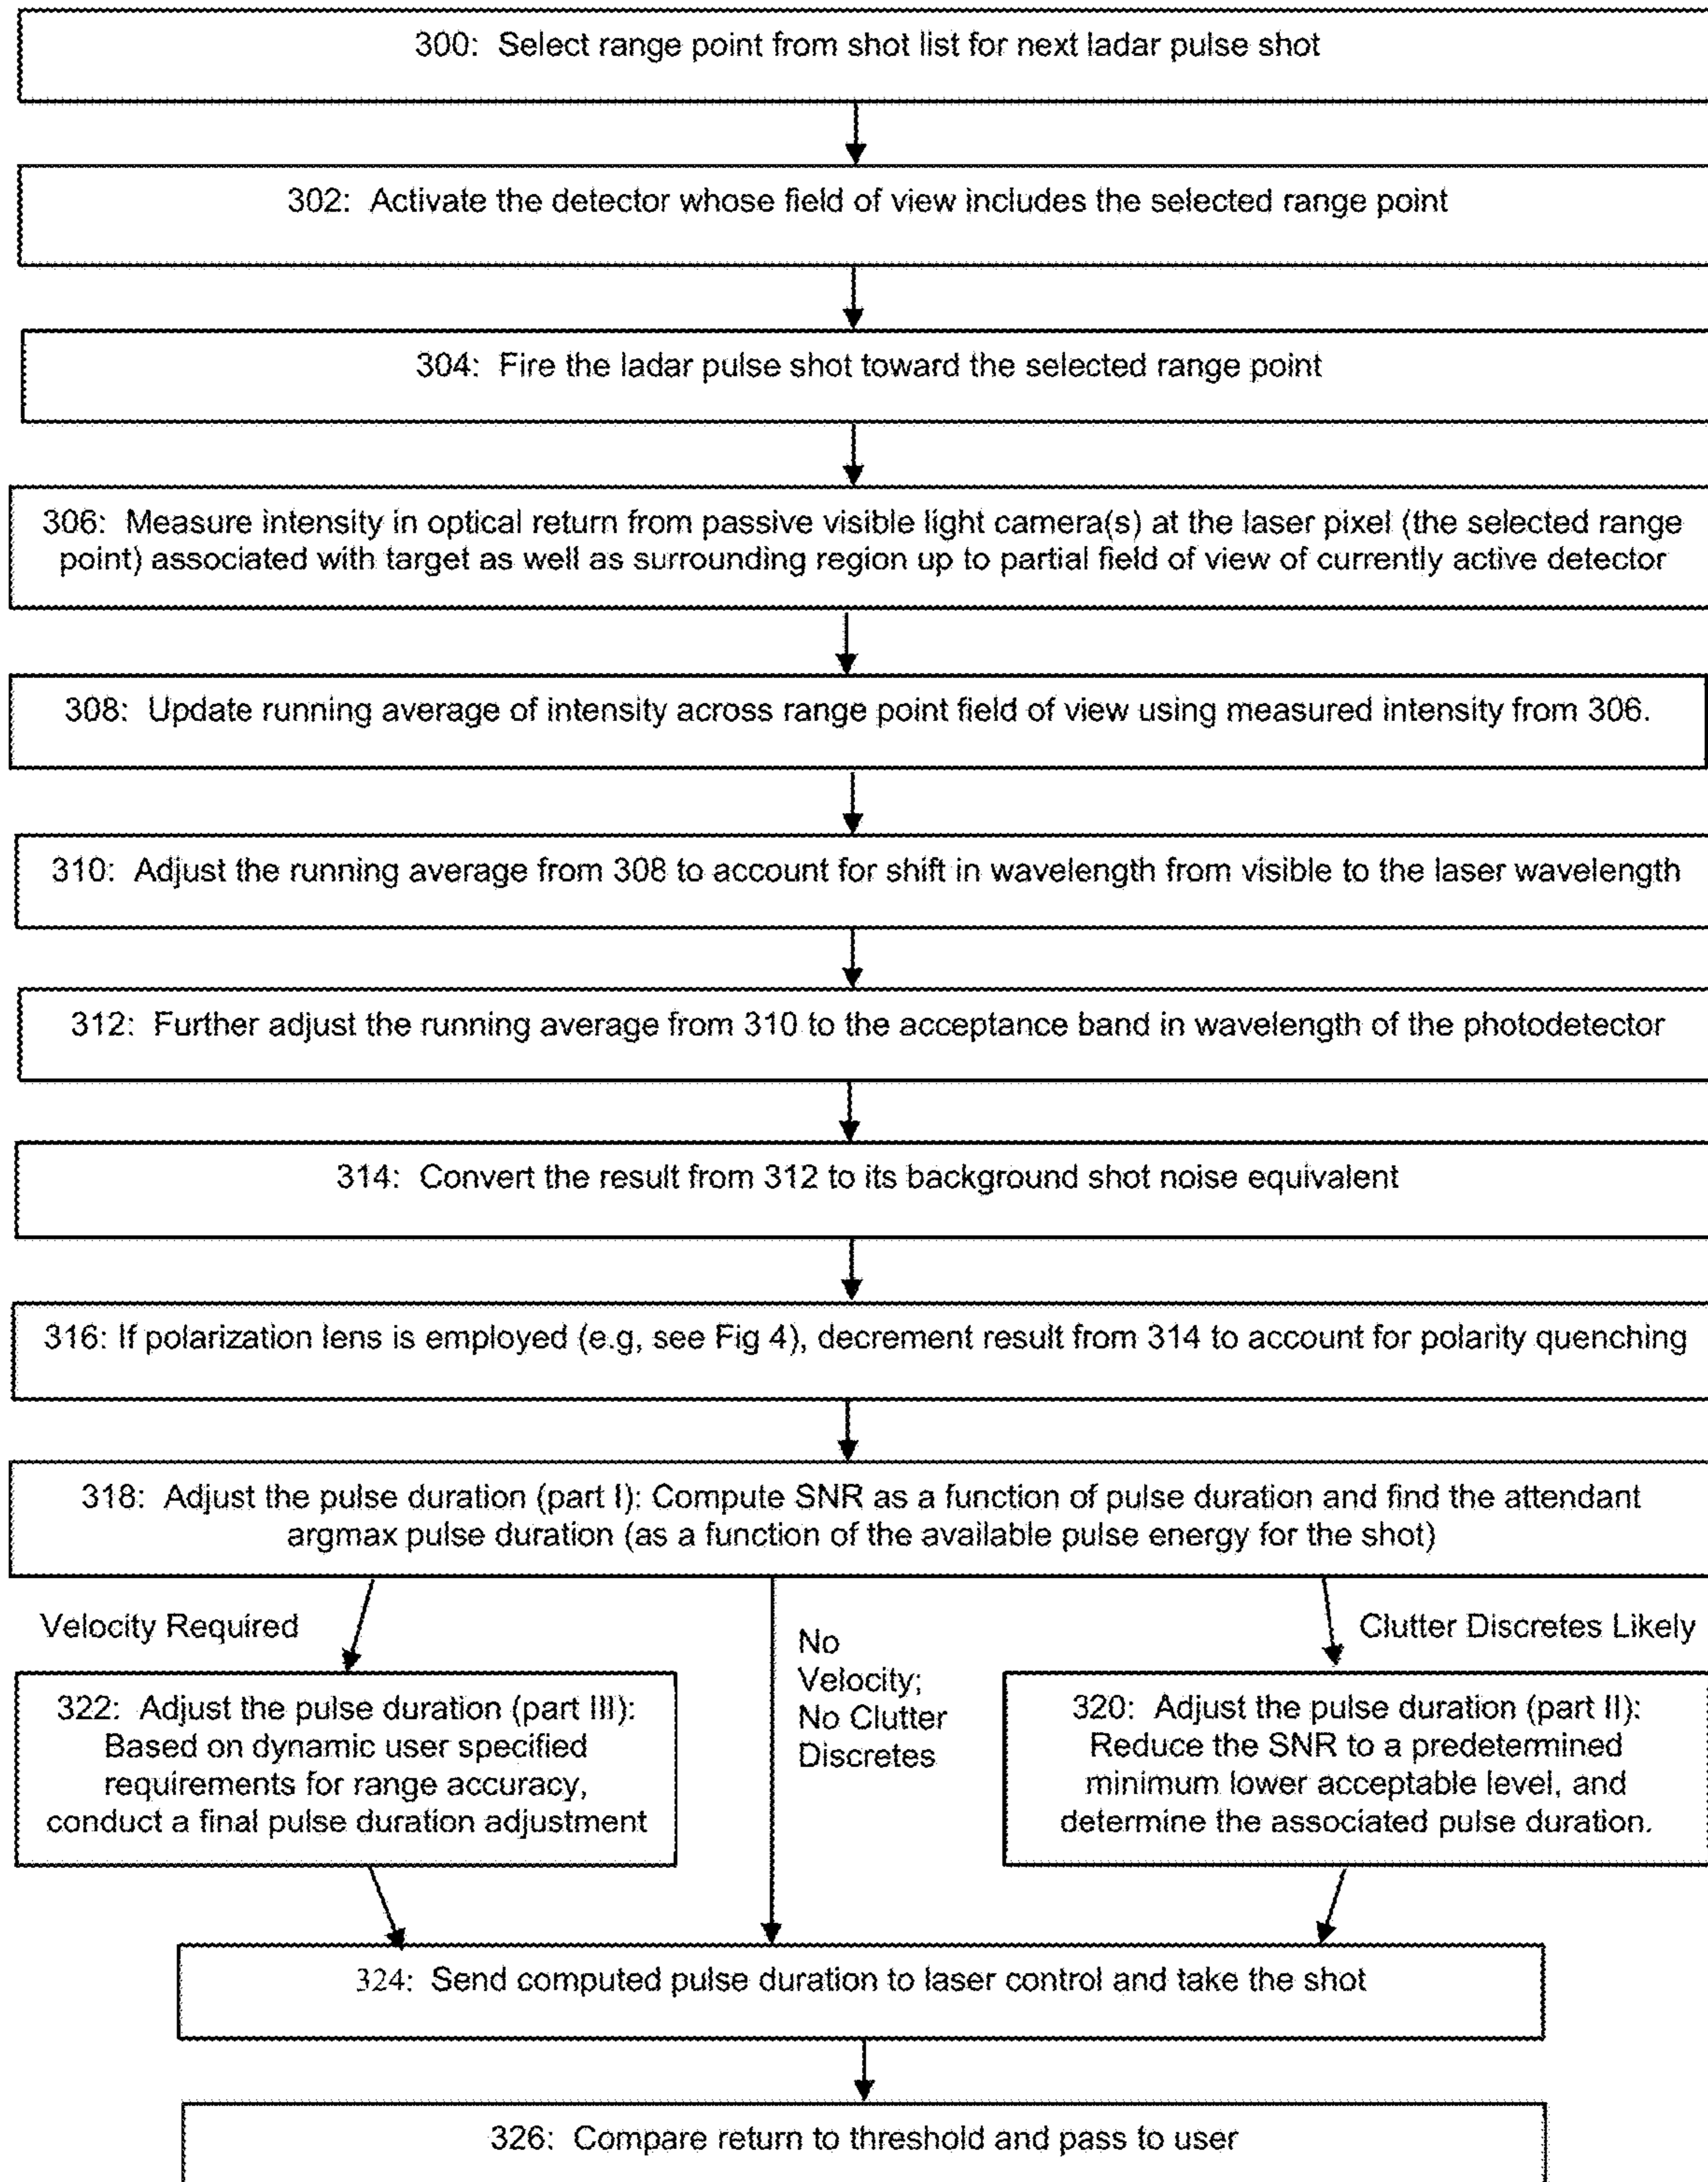 300: Select range point from shot list for next ladar pulse shot
302: Activate the detector whose field of view includes the selected range point
304: Fire the ladar pulse shot toward the selected range point
306: Measure intensity in optical return from passive visible light camera(s) at the laser pixel (the selected range
point) associated with target as well as surrounding region up to partial field of view of currently active detector
308: Update running average of intensity across range point field of view using measured intensity from 306.
310: Adjust the running average from 308 to account for shift in wavelength from visible to the laser wavelength
312: Further adjust the running average from 310 to the acceptance band in wavelength of the photodetector
314: Convert the result from 312 to its background shot noise equivalent
316: If polarization lens is employed (e.g, see Fig 4), decrement result from 314 to account for polarity quenching
318: Adjust the pulse duration (part I): Compute SNR as a function of pulse duration and find the attendant
argmax pulse duration (as a function of the available pulse energy for the shot)
Velocity Required
No
Velocity;
No Clutter
Discretes
Clutter Discretes Likely
322: Adjust the pulse duration (part III):
Based on dynamic user specified
requirements for range accuracy,
conduct a final pulse duration adjustment
320: Adjust the pulse duration (part II):
Reduce the SNR to a predetermined
minimum lower acceptable level, and
determine the associated pulse duration.
324: Send computed pulse duration to laser control and take the shot
326: Compare return to threshold and pass to user